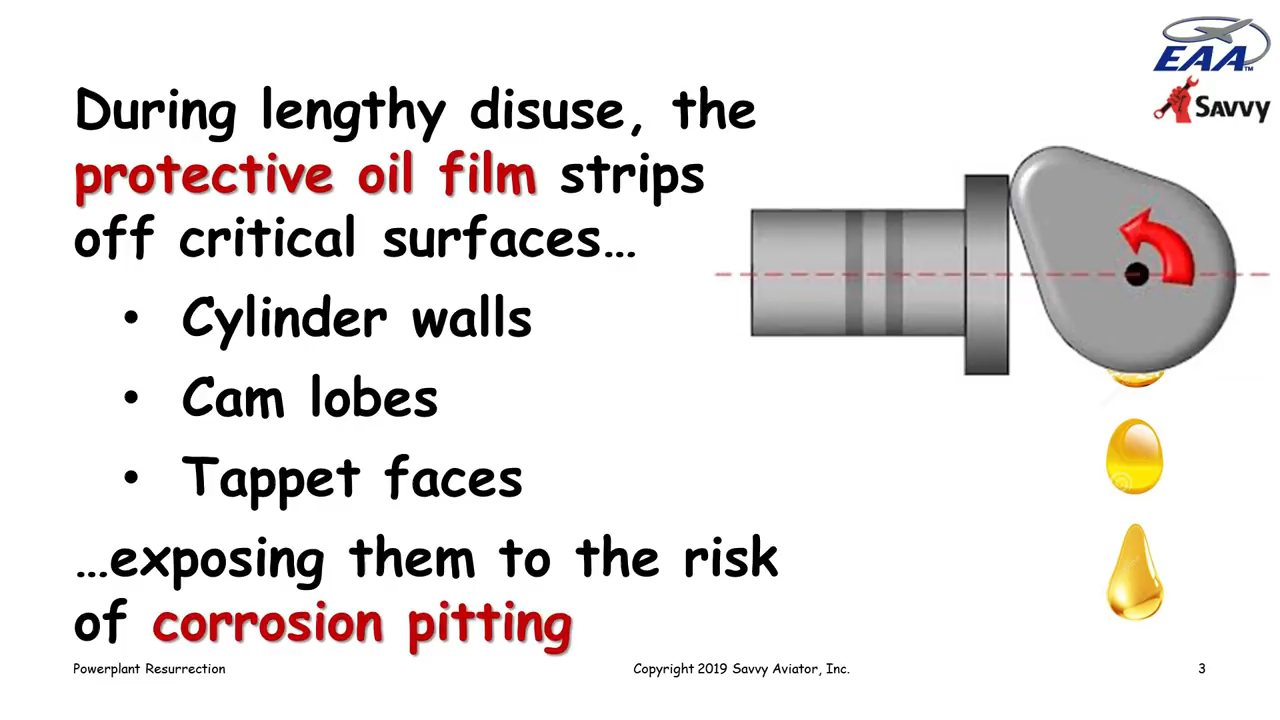 EAA™
Savvy
During lengthy disuse, the
protective oil film strips
off critical surfaces…
• Cylinder walls
• Cam lobes
• Tappet faces
…exposing them to the risk
of corrosion pitting
Powerplant Resurrection
Copyright 2019 Savvy Aviator, Inc.
3